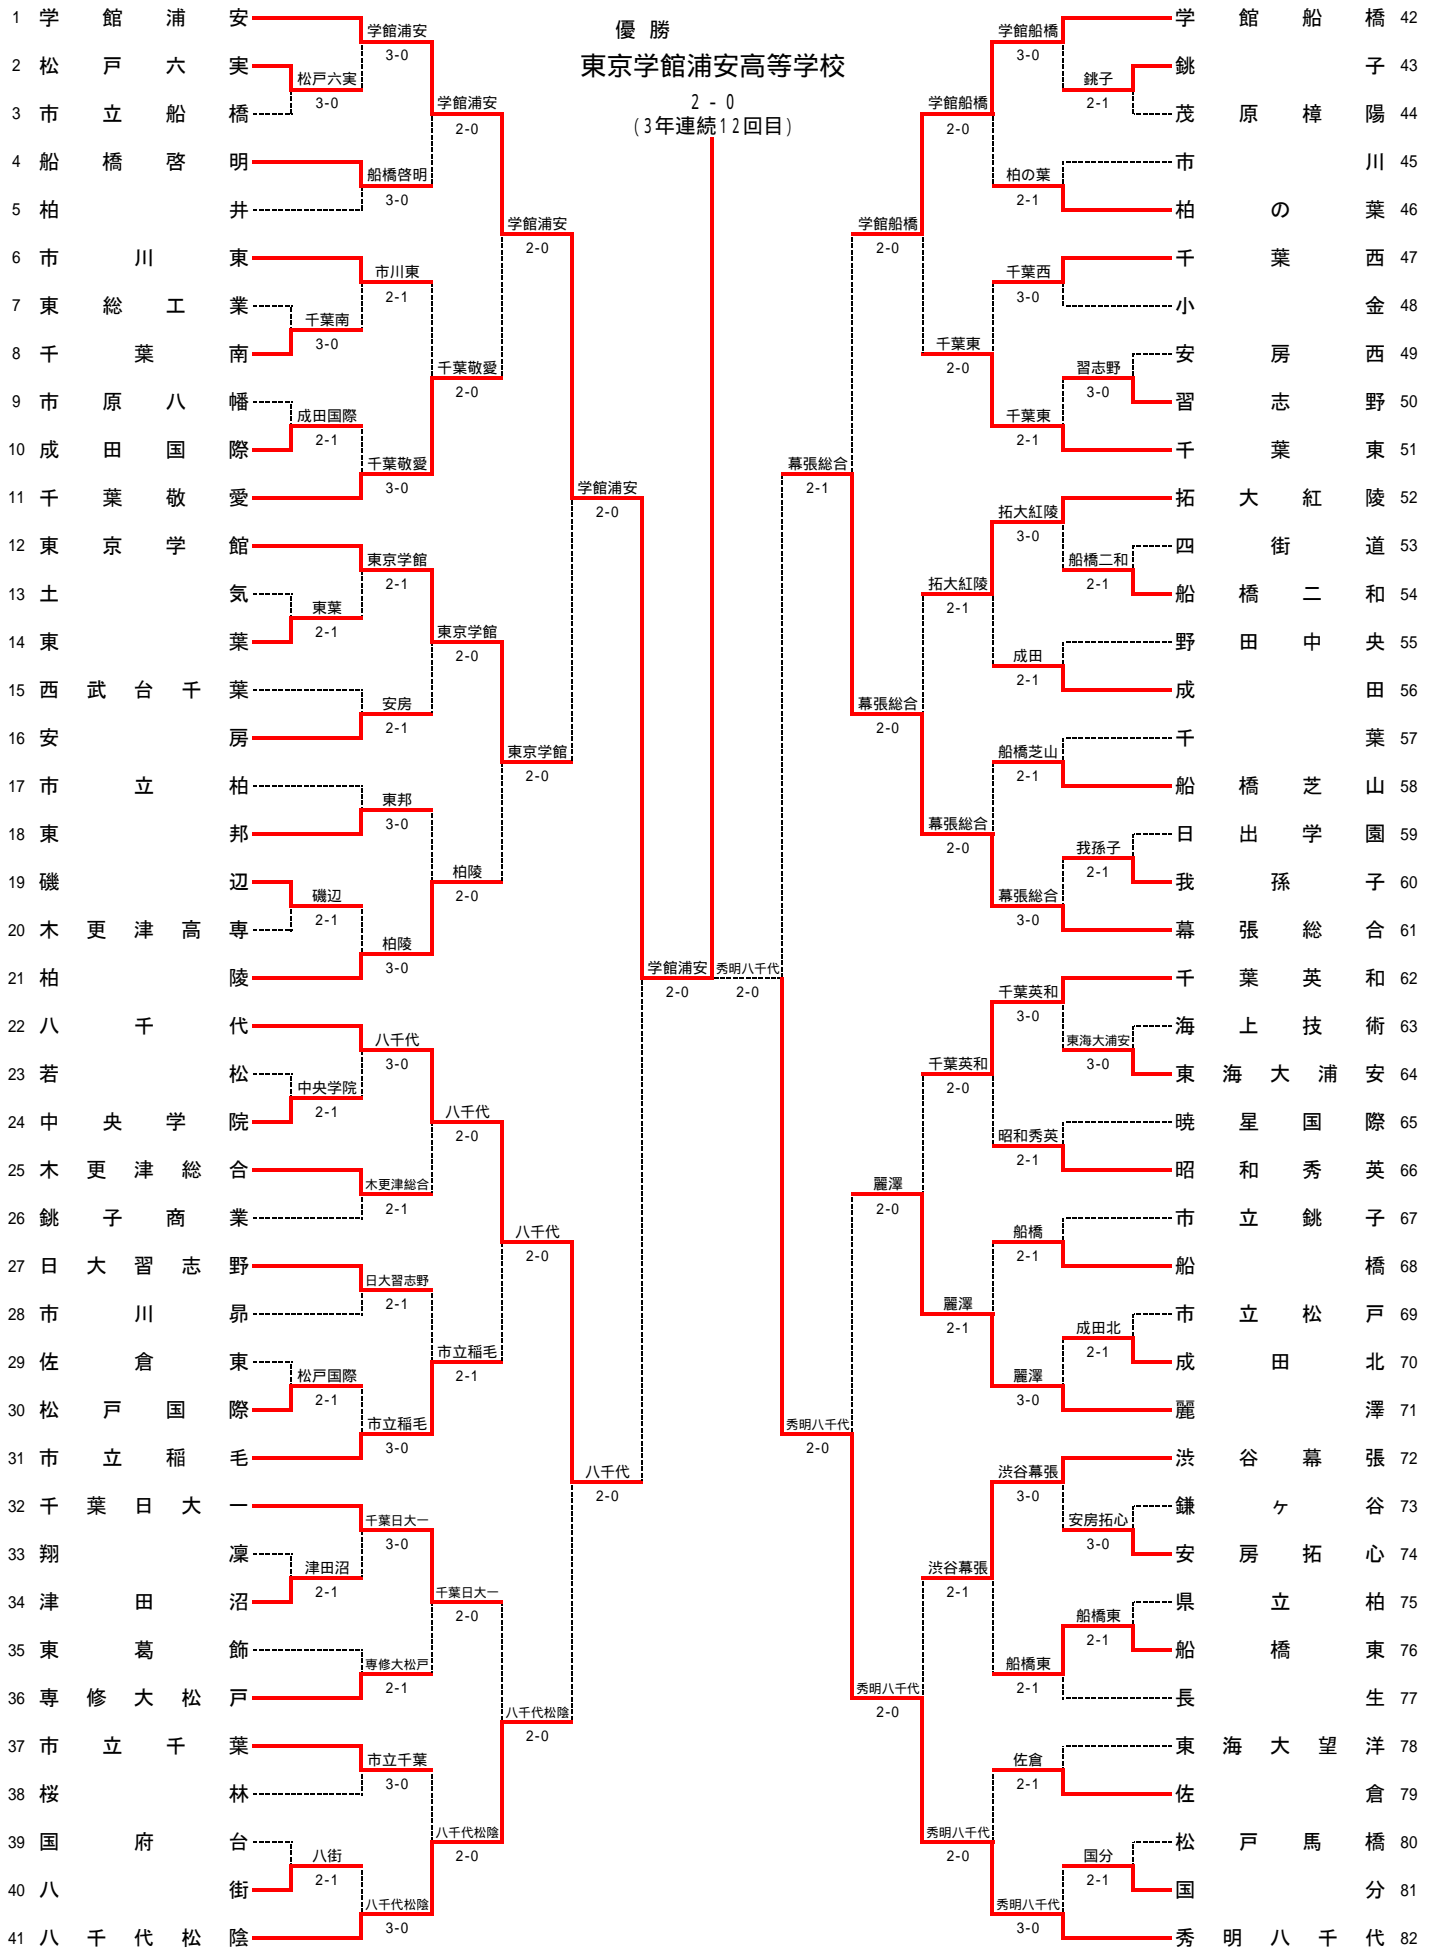 優勝
東京学館浦安高等学校
2 - 0
(3年連続12回目)
1 学館浦安
2 松戸六実
3 市立船橋
4 船橋啓明
5 柏井
6 市川東
7 東総工業
8 千葉南
9 市原八幡
10 成田国際
11 千葉敬愛
12 東京学館
13 土気
14 東葉
15 西武台千葉
16 安房
17 市立柏
18 東邦
19 磯辺
20 木更津高専
21 柏陵
22 八千代
23 若松
24 中央学院
25 木更津総合
26 銚子商業
27 日大習志野
28 市川昴
29 佐倉東
30 松戸国際
31 市立稲毛
32 千葉日大一
33 翔凜
34 津田沼
35 東葛飾
36 専修大松戸
37 市立千葉
38 桜林
39 国府台
40 八街
41 八千代松陰
松戸六実
3-0
千葉南
3-0
成田国際
2-1
東葉
2-1
磯辺
2-1
中央学院
2-1
松戸国際
2-1
津田沼
2-1
八街
2-1
学館浦安
3-0
船橋啓明
3-0
市川東
2-1
千葉敬愛
3-0
東京学館
2-1
安房
2-1
東邦
3-0
柏陵
3-0
八千代
3-0
木更津総合
2-1
日大習志野
2-1
市立稲毛
3-0
千葉日大一
3-0
専修大松戸
2-1
市立千葉
3-0
八千代松陰
3-0
学館浦安
2-0
千葉敬愛
2-0
東京学館
2-0
柏陵
2-0
八千代
2-0
市立稲毛
2-1
千葉日大一
2-0
八千代松陰
2-0
学館浦安
2-0
東京学館
2-0
八千代
2-0
八千代松陰
2-0
学館浦安
2-0
八千代
2-0
学館浦安
2-0
秀明八千代
2-0
幕張総合
2-1
秀明八千代
2-0
学館船橋
2-0
幕張総合
2-0
麗澤
2-0
秀明八千代
2-0
学館船橋
2-0
千葉東
2-0
拓大紅陵
2-1
幕張総合
2-0
千葉英和
2-0
麗澤
2-1
渋谷幕張
2-1
秀明八千代
2-0
学館船橋
3-0
柏の葉
2-1
千葉西
3-0
千葉東
2-1
拓大紅陵
3-0
成田
2-1
船橋芝山
2-1
幕張総合
3-0
千葉英和
3-0
昭和秀英
2-1
船橋
2-1
麗澤
3-0
渋谷幕張
3-0
船橋東
2-1
佐倉
2-1
秀明八千代
3-0
銚子
2-1
習志野
3-0
船橋二和
2-1
我孫子
2-1
東海大浦安
3-0
成田北
2-1
安房拓心
3-0
船橋東
2-1
国分
2-1
学館船橋 42
銚子 43
茂原樟陽 44
市川 45
柏の葉 46
千葉西 47
小金 48
安房西 49
習志野 50
千葉東 51
拓大紅陵 52
四街道 53
船橋二和 54
野田中央 55
成田 56
千葉 57
船橋芝山 58
日出学園 59
我孫子 60
幕張総合 61
千葉英和 62
海上技術 63
東海大浦安 64
暁星国際 65
昭和秀英 66
市立銚子 67
船橋 68
市立松戸 69
成田北 70
麗澤 71
渋谷幕張 72
鎌ヶ谷 73
安房拓心 74
県立柏 75
船橋東 76
長生 77
東海大望洋 78
佐倉 79
松戸馬橋 80
国分 81
秀明八千代 82